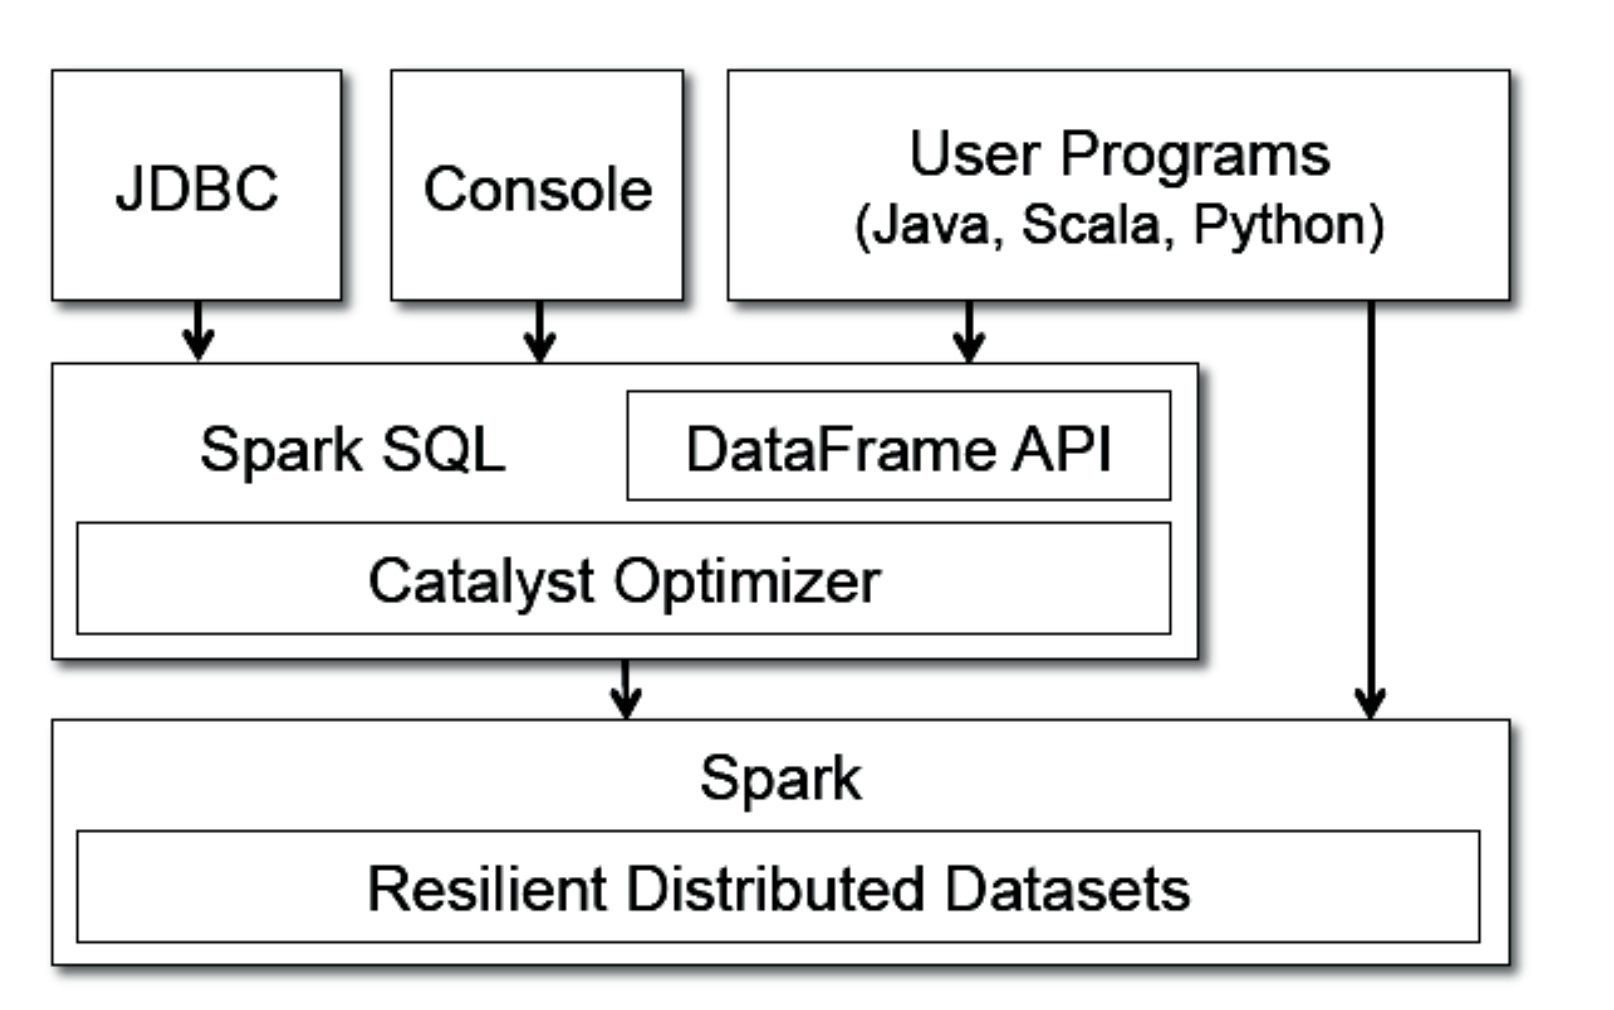 JDBC
Console
User Programs
(Java, Scala, Python)
Spark SQL
DataFrame API
Catalyst Optimizer
Spark
Resilient Distributed Datasets